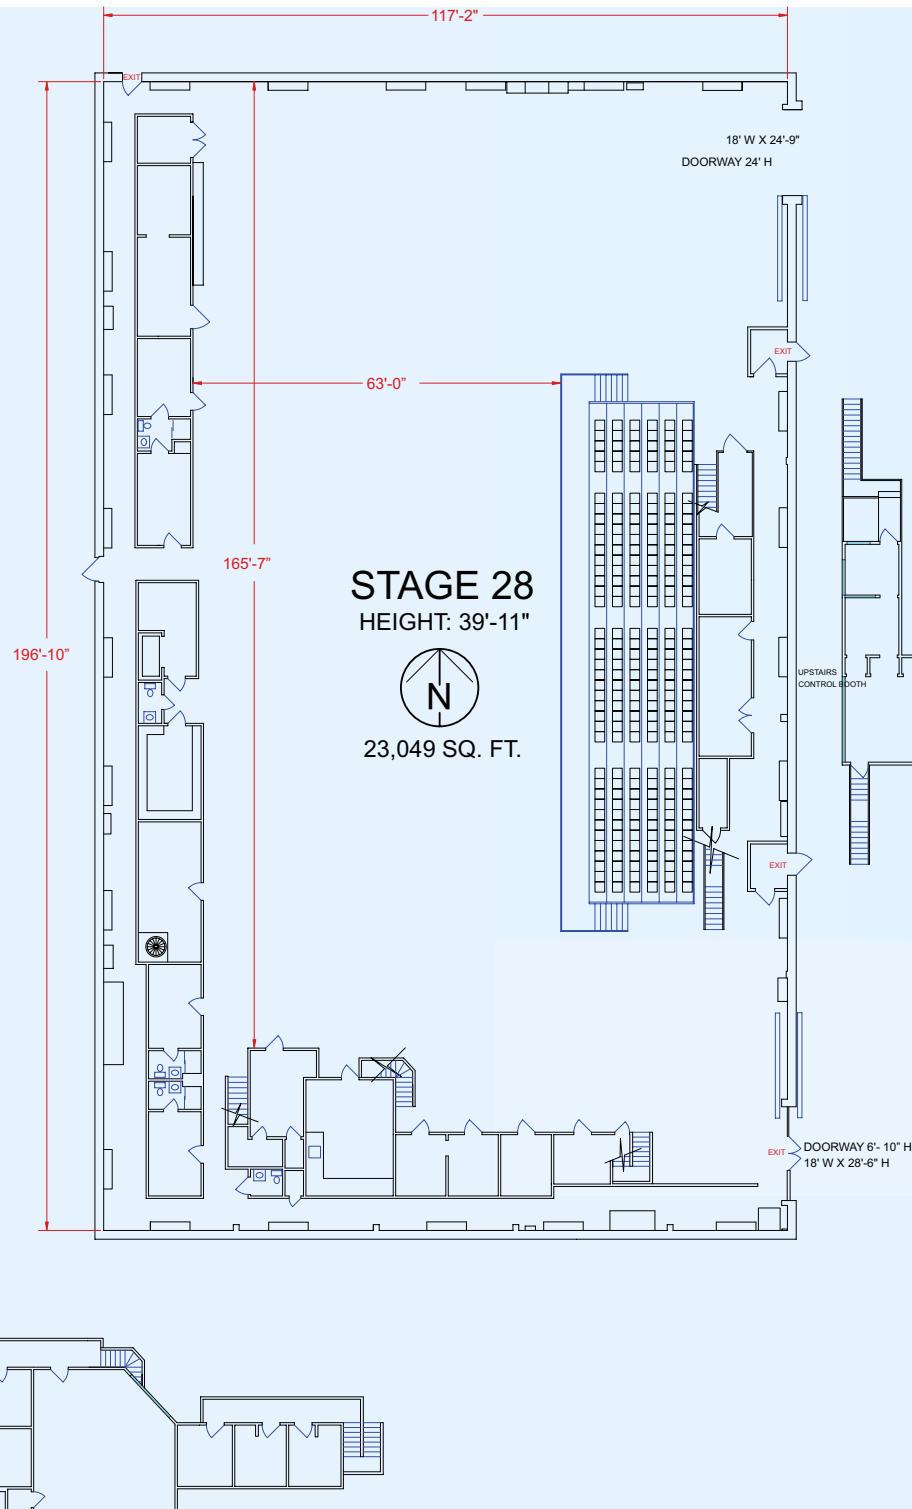 117'-2"
EXIT
18' W X 24'-9"
DOORWAY 24' H
EXIT
63'-0”
165'-7”
STAGE 28
HEIGHT: 39'-11"
N
23,049 SQ. FT.
196'-10”
UPSTAIRS
CONTROL BOOTH
EXIT
EXIT
DOORWAY 6'- 10” H
18' W X 28'-6" H